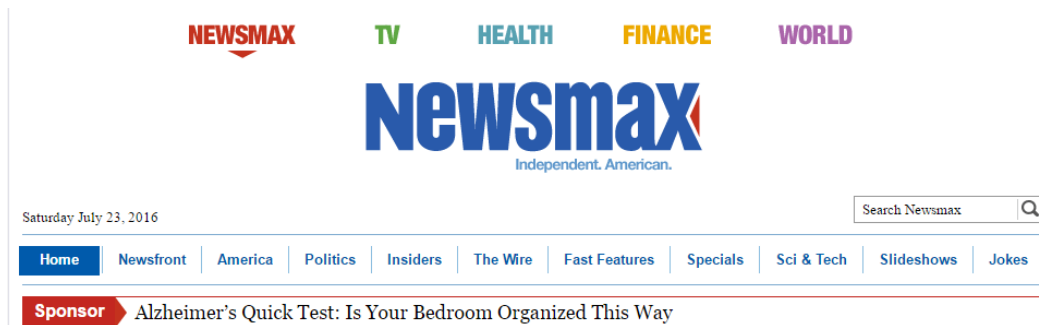 NEWSMAX TV HEALTH FINANCE WORLD
Newsmax
Independent. American.
Saturday July 23, 2016 Search Newsmax
Home Newsfront America Politics Insiders The Wire Fast Features Specials Sci & Tech Slideshows Jokes
Sponsor Alzheimer's Quick Test: Is Your Bedroom Organized This Way